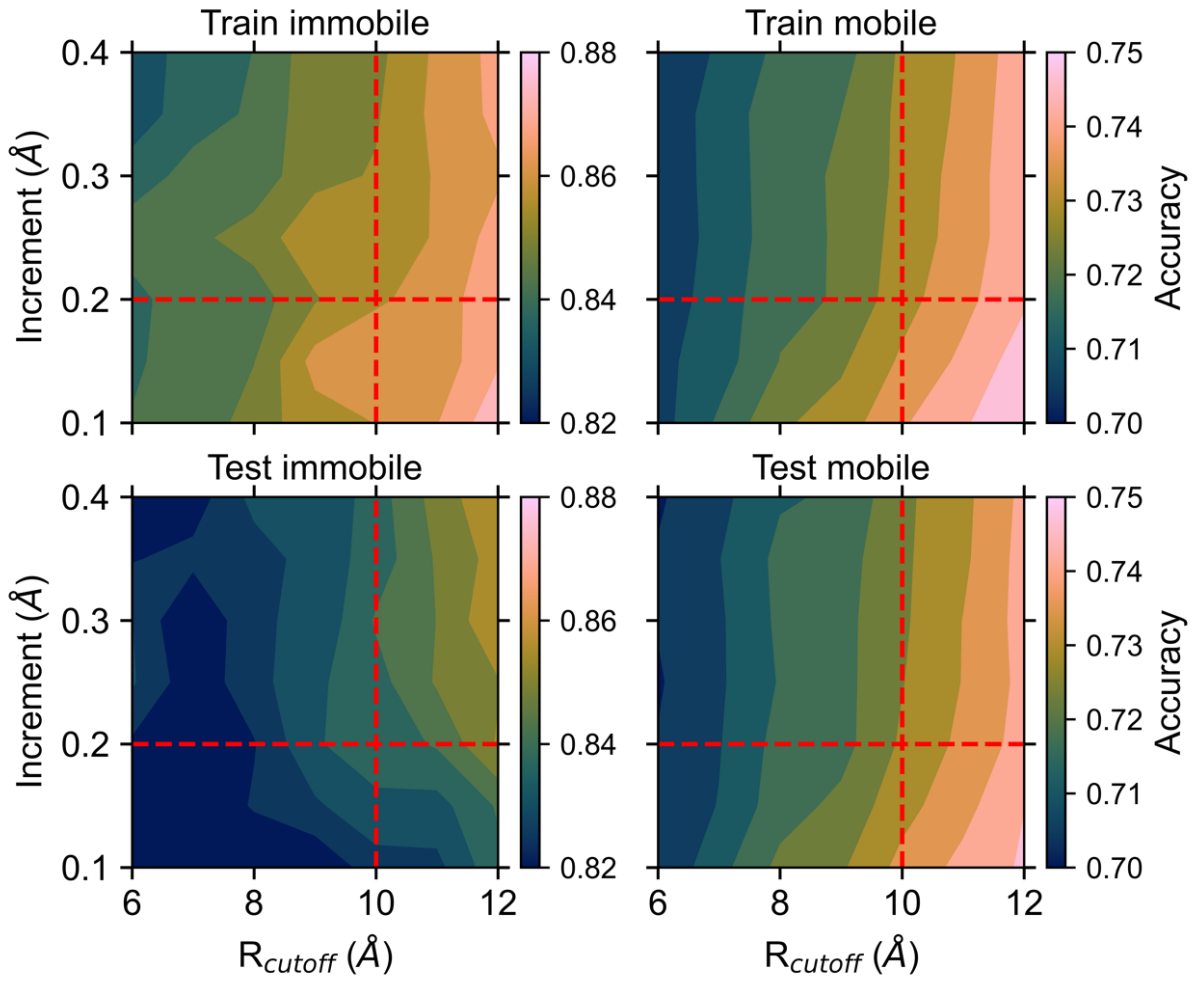 Train immobile
Train mobile
0.4
0.3
0.2
0.1
Increment (Å)
0.88
0.86
0.84
0.82
0.75
0.74
0.73
0.72
0.71
0.70
Accuracy
Test immobile
Test mobile
0.4
0.3
0.2
0.1
Increment (Å)
6 8 10 12
R_cutoff (Å)
0.88
0.86
0.84
0.82
6 8 10 12
R_cutoff (Å)
0.75
0.74
0.73
0.72
0.71
0.70
Accuracy